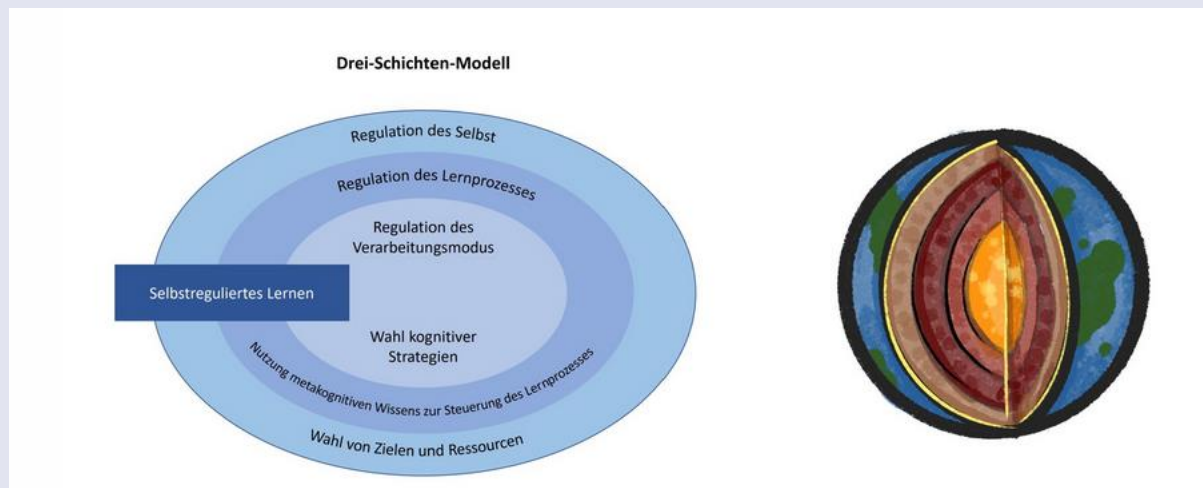 Drei-Schichten-Modell
Regulation des Selbst
Regulation des Lernprozesses
Regulation des
Verarbeitungsmodus
Selbstreguliertes Lernen
Wahl kognitiver
Strategien
Nutzung metakognitiven Wissens zur Steuerung des Lernprozesses
Wahl von Zielen und Ressourcen